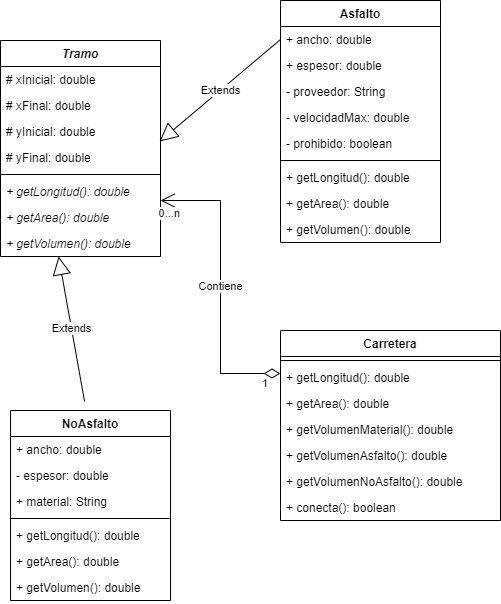 Tramo
# xInicial: double
# xFinal: double
# yInicial: double
# yFinal: double
+ getLongitud(): double
+ getArea(): double
+ getVolumen(): double
Extends
Asfalto
+ ancho: double
+ espesor: double
- proveedor: String
- velocidadMax: double
- prohibido: boolean
+ getLongitud(): double
+ getArea(): double
+ getVolumen(): double
0...n
Contiene
1
Extends
Carretera
+ getLongitud(): double
+ getArea(): double
+ getVolumenMaterial(): double
+ getVolumenAsfalto(): double
+ getVolumenNoAsfalto(): double
+ conecta(): boolean
NoAsfalto
+ ancho: double
- espesor: double
+ material: String
+ getLongitud(): double
+ getArea(): double
+ getVolumen(): double